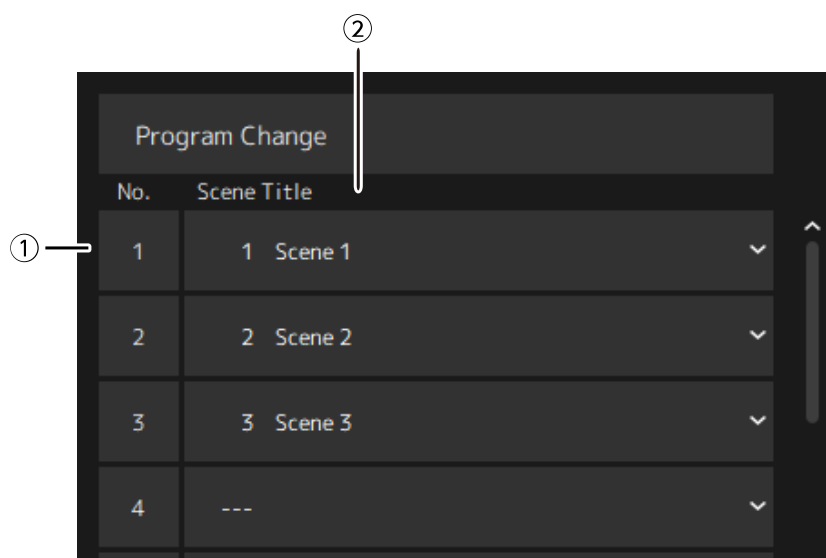 ②
Program Change
No. Scene Title
① 1 1 Scene 1
2 2 Scene 2
3 3 Scene 3
4 ---